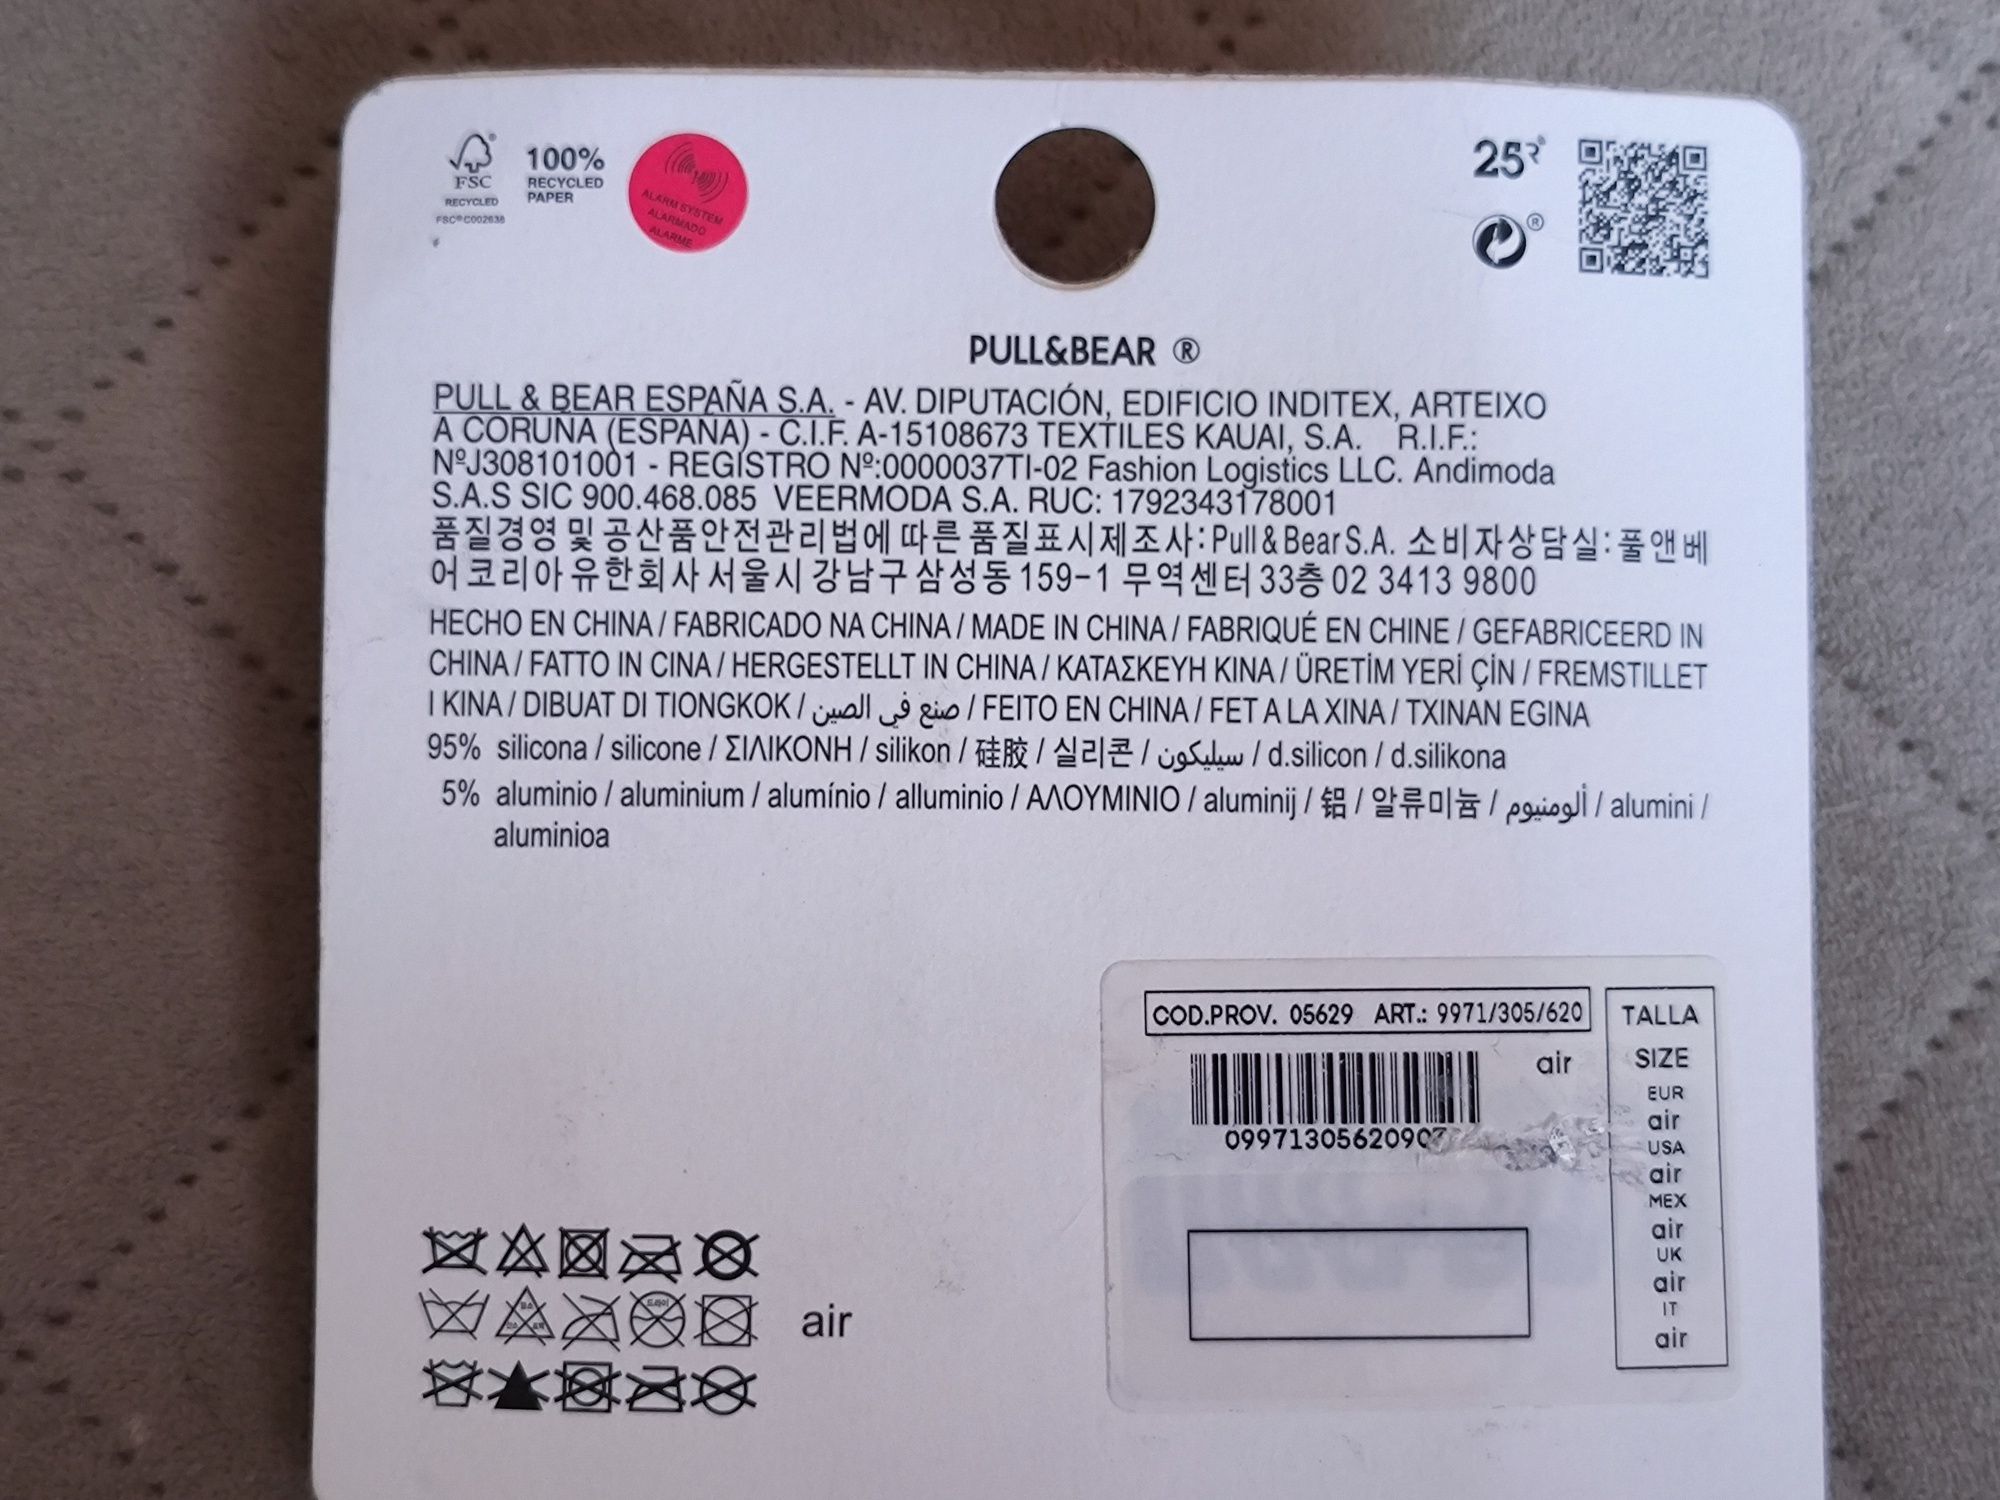 FSC®
RECYCLED
FSC® C002638
100%
RECYCLED
PAPER
ALARM SYSTEM
ALARMADO
ALARME
25
®
PULL&BEAR ®
PULL & BEAR ESPAÑA S.A. - AV. DIPUTACIÓN, EDIFICIO INDITEX, ARTEIXO
A CORUÑA (ESPAÑA) - C.I.F. A-15108673 TEXTILES KAUAI, S.A. R.I.F.:
NºJ308101001 - REGISTRO Nº:0000037TI-02 Fashion Logistics LLC. Andimoda
S.A.S SIC 900.468.085 VEERMODA S.A. RUC: 1792343178001
품질경영 및 공산품안전관리법에 따른 품질표시제조사: Pull & Bear S.A. 소비자상담실: 풀앤베
어코리아 유한회사 서울시 강남구 삼성동 159-1 무역센터 33층 02 3413 9800
HECHO EN CHINA / FABRICADO NA CHINA / MADE IN CHINA / FABRIQUÉ EN CHINE / GEFABRICEERD IN
CHINA / FATTO IN CINA / HERGESTELLT IN CHINA / ΚΑΤΑΣΚΕΥΗ ΚΙΝΑ / ÜRETİM YERİ ÇİN / FREMSTILLET
I KINA / DIBUAT DI TIONGKOK / صنع في الصين / FEITO EN CHINA / FET A LA XINA / TXINAN EGINA
95% silicona / silicone / ΣΙΛΙΚΟΝΗ / silikon / 硅胶 / 실리콘 / سيليكون / d.silicon / d.silikona
5% aluminio / aluminium / alumínio / alluminio / ΑΛΟΥΜΙΝΙΟ / aluminij / 铝 / 알류미늄 / ألومنيوم / alumini /
aluminioa
COD.PROV. 05629 ART.: 9971/305/620
air
TALLA
SIZE
EUR
air
USA
air
MEX
air
UK
air
IT
air
드라이
air